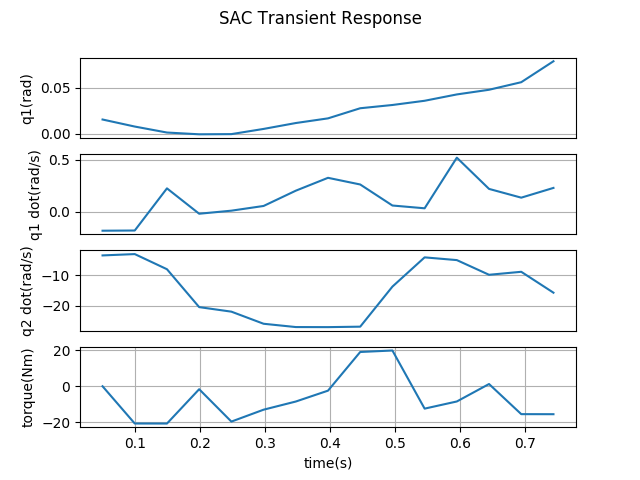 SAC Transient Response
q1(rad)
0.05
0.00
q1 dot(rad/s)
0.5
0.0
q2 dot(rad/s)
−10
−20
torque(Nm)
20
0
−20
0.1 0.2 0.3 0.4 0.5 0.6 0.7
time(s)